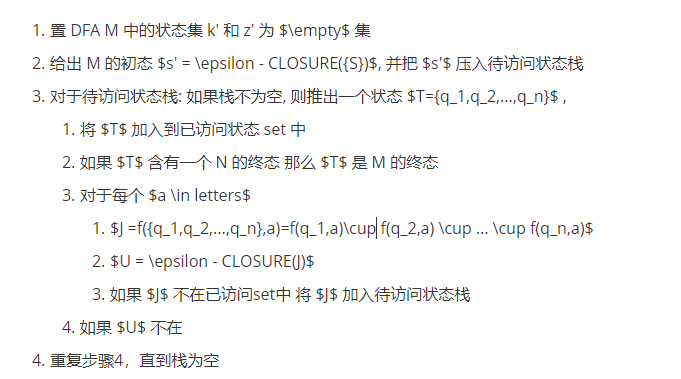 1. 置 DFA M 中的状态集 k' 和 z' 为 $\empty$ 集
2. 给出 M 的初态 $s' = \epsilon - CLOSURE({S})$, 并把 $s'$ 压入待访问状态栈
3. 对于待访问状态栈: 如果栈不为空, 则推出一个状态 $T={q_1,q_2,...,q_n}$ ,
1. 将 $T$ 加入到已访问状态 set 中
2. 如果 $T$ 含有一个 N 的终态 那么 $T$ 是 M 的终态
3. 对于每个 $a \in letters$
1. $J =f({q_1,q_2,...,q_n},a)=f(q_1,a)\cup f(q_2,a) \cup ... \cup f(q_n,a)$
2. $U = \epsilon - CLOSURE(J)$
3. 如果 $J$ 不在已访问set中 将 $J$ 加入待访问状态栈
4. 如果 $U$ 不在
4. 重复步骤4，直到栈为空